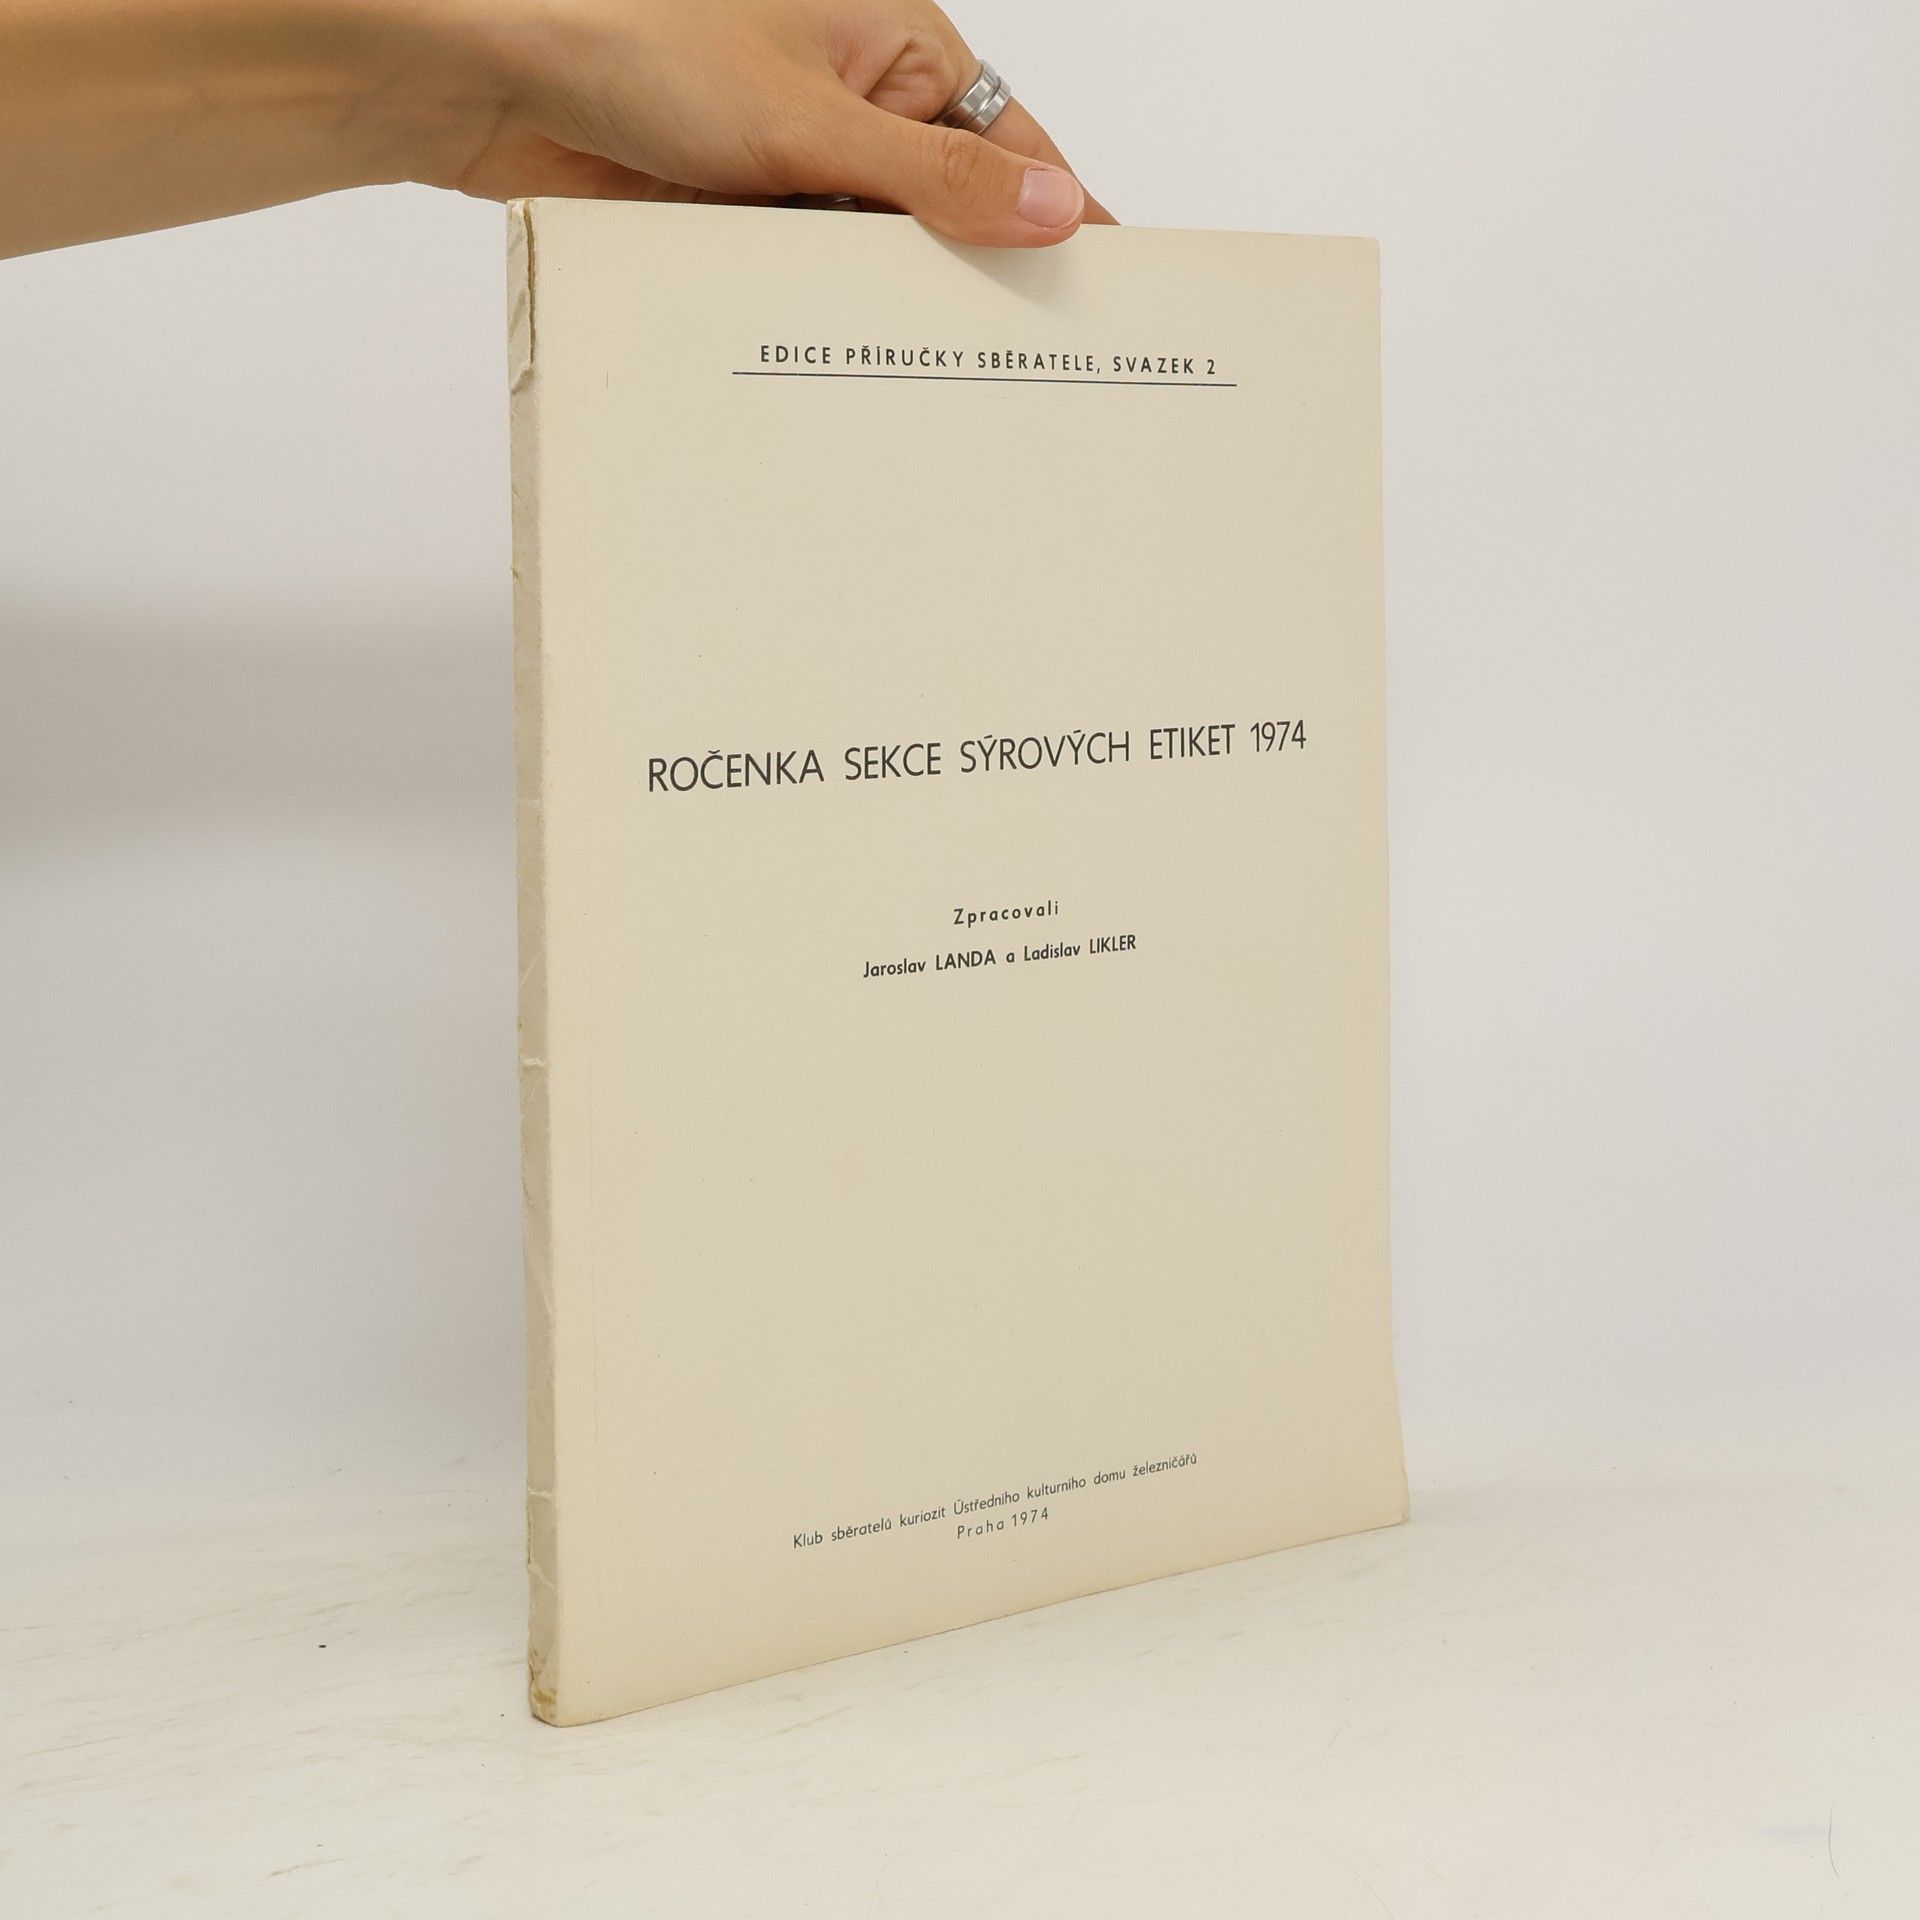 EDICE PŘÍRUČKY SBĚRATELE, SVAZEK 2
ROČENKA SEKCE SÝROVÝCH ETIKET 1974
Zpracovali
Jaroslav LANDA a Ladislav LIKLER
Klub sběratelů kuriozit Ústředního kulturního domu železničářů
Praha 1974